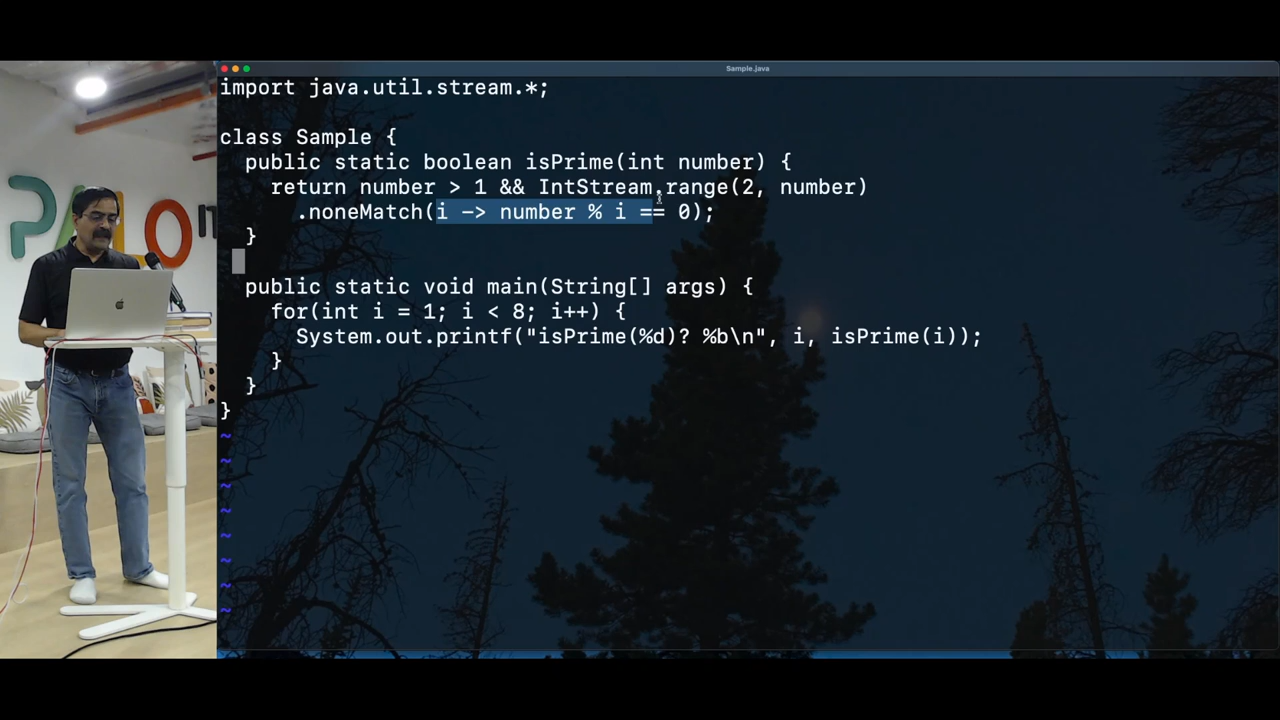 Sample.java
import java.util.stream.*;
class Sample {
public static boolean isPrime(int number) {
return number > 1 && IntStream.range(2, number)
.noneMatch(i -> number % i == 0);
}
public static void main(String[] args) {
for(int i = 1; i < 8; i++) {
System.out.printf("isPrime(%d)? %b\n", i, isPrime(i));
}
}
}
~
~
~
~
~
~
~
~
PALO